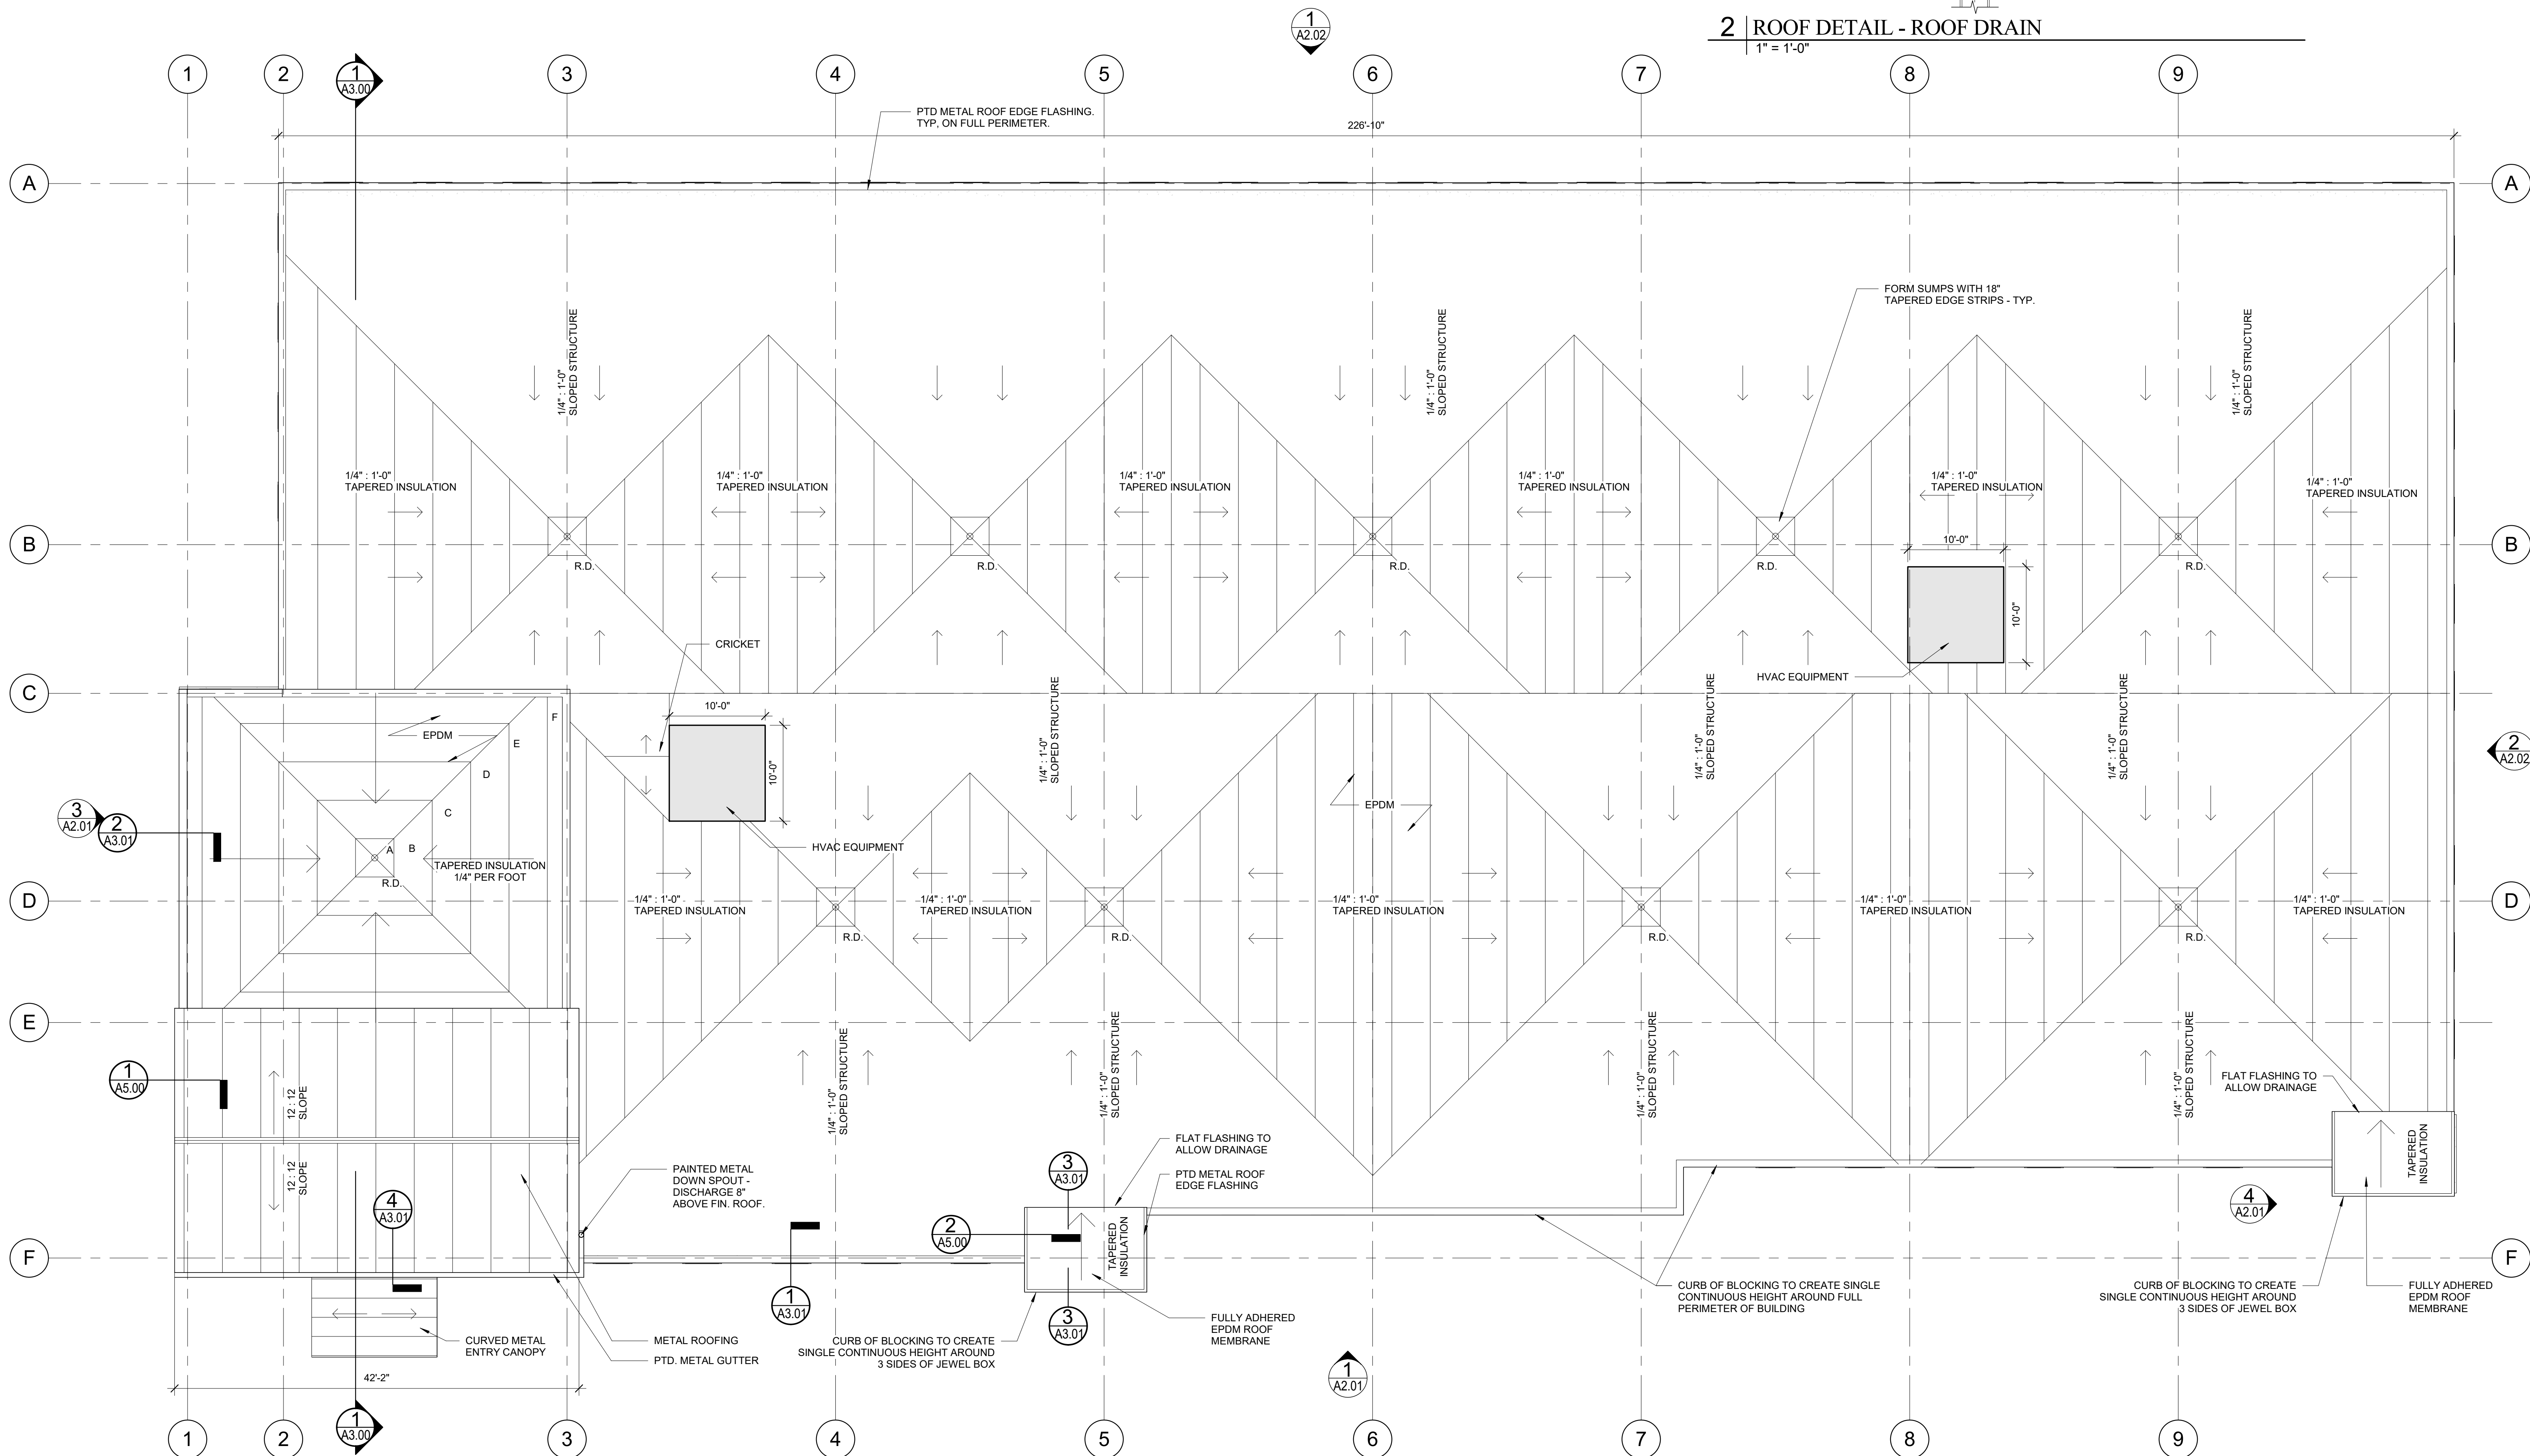 2 ROOF DETAIL - ROOF DRAIN
1" = 1'-0"
1
A2.02
1
2
1
A3.00
3
4
5
6
7
8
9
PTD METAL ROOF EDGE FLASHING.
TYP, ON FULL PERIMETER.
226'-10"
A
A
FORM SUMPS WITH 18"
TAPERED EDGE STRIPS - TYP.
1/4" : 1'-0"
SLOPED STRUCTURE
1/4" : 1'-0"
SLOPED STRUCTURE
1/4" : 1'-0"
SLOPED STRUCTURE
1/4" : 1'-0"
TAPERED INSULATION
1/4" : 1'-0"
TAPERED INSULATION
1/4" : 1'-0"
TAPERED INSULATION
1/4" : 1'-0"
TAPERED INSULATION
1/4" : 1'-0"
TAPERED INSULATION
1/4" : 1'-0"
TAPERED INSULATION
B
B
10'-0"
10'-0"
R.D.
R.D.
R.D.
R.D.
R.D.
CRICKET
HVAC EQUIPMENT
C
C
10'-0"
10'-0"
1/4" : 1'-0"
SLOPED STRUCTURE
1/4" : 1'-0"
SLOPED STRUCTURE
1/4" : 1'-0"
SLOPED STRUCTURE
EPDM
F
E
D
C
B
A
R.D.
TAPERED INSULATION
1/4" PER FOOT
2
A2.02
3
A2.01
2
A3.01
EPDM
HVAC EQUIPMENT
D
D
1/4" : 1'-0"
TAPERED INSULATION
1/4" : 1'-0"
TAPERED INSULATION
1/4" : 1'-0"
TAPERED INSULATION
1/4" : 1'-0"
TAPERED INSULATION
1/4" : 1'-0"
TAPERED INSULATION
R.D.
R.D.
R.D.
R.D.
E
E
1
A5.00
12 : 12
SLOPE
12 : 12
SLOPE
1/4" : 1'-0"
SLOPED STRUCTURE
1/4" : 1'-0"
SLOPED STRUCTURE
1/4" : 1'-0"
SLOPED STRUCTURE
1/4" : 1'-0"
SLOPED STRUCTURE
FLAT FLASHING TO
ALLOW DRAINAGE
TAPERED
INSULATION
FLAT FLASHING TO
ALLOW DRAINAGE
PTD METAL ROOF
EDGE FLASHING
PAINTED METAL
DOWN SPOUT -
DISCHARGE 8"
ABOVE FIN. ROOF.
3
A3.01
4
A3.01
2
A5.00
TAPERED
INSULATION
4
A2.01
F
F
1
A3.01
3
A3.01
CURVED METAL
ENTRY CANOPY
METAL ROOFING
PTD. METAL GUTTER
CURB OF BLOCKING TO CREATE
SINGLE CONTINUOUS HEIGHT AROUND
3 SIDES OF JEWEL BOX
FULLY ADHERED
EPDM ROOF
MEMBRANE
CURB OF BLOCKING TO CREATE SINGLE
CONTINUOUS HEIGHT AROUND FULL
PERIMETER OF BUILDING
CURB OF BLOCKING TO CREATE
SINGLE CONTINUOUS HEIGHT AROUND
3 SIDES OF JEWEL BOX
FULLY ADHERED
EPDM ROOF
MEMBRANE
42'-2"
1
A2.01
1
2
1
A3.00
3
4
5
6
7
8
9